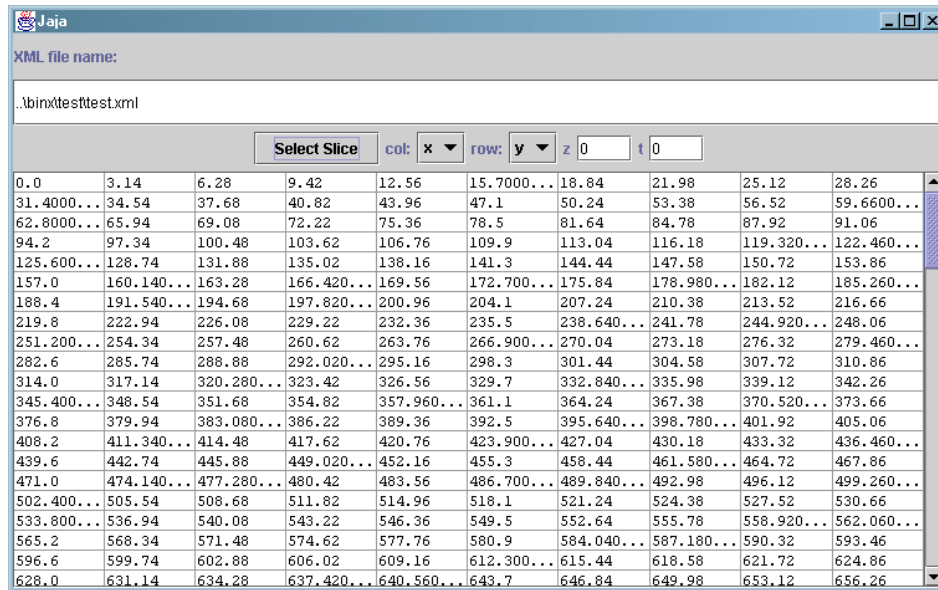 Jaja
XML file name:
..\binx\test\test.xml
Select Slice col: x row: y z 0 t 0
0.0 3.14 6.28 9.42 12.56 15.7000... 18.84 21.98 25.12 28.26
31.4000... 34.54 37.68 40.82 43.96 47.1 50.24 53.38 56.52 59.6600...
62.8000... 65.94 69.08 72.22 75.36 78.5 81.64 84.78 87.92 91.06
94.2 97.34 100.48 103.62 106.76 109.9 113.04 116.18 119.320... 122.460...
125.600... 128.74 131.88 135.02 138.16 141.3 144.44 147.58 150.72 153.86
157.0 160.140... 163.28 166.420... 169.56 172.700... 175.84 178.980... 182.12 185.260...
188.4 191.540... 194.68 197.820... 200.96 204.1 207.24 210.38 213.52 216.66
219.8 222.94 226.08 229.22 232.36 235.5 238.640... 241.78 244.920... 248.06
251.200... 254.34 257.48 260.62 263.76 266.900... 270.04 273.18 276.32 279.460...
282.6 285.74 288.88 292.020... 295.16 298.3 301.44 304.58 307.72 310.86
314.0 317.14 320.280... 323.42 326.56 329.7 332.840... 335.98 339.12 342.26
345.400... 348.54 351.68 354.82 357.960... 361.1 364.24 367.38 370.520... 373.66
376.8 379.94 383.080... 386.22 389.36 392.5 395.640... 398.780... 401.92 405.06
408.2 411.340... 414.48 417.62 420.76 423.900... 427.04 430.18 433.32 436.460...
439.6 442.74 445.88 449.020... 452.16 455.3 458.44 461.580... 464.72 467.86
471.0 474.140... 477.280... 480.42 483.56 486.700... 489.840... 492.98 496.12 499.260...
502.400... 505.54 508.68 511.82 514.96 518.1 521.24 524.38 527.52 530.66
533.800... 536.94 540.08 543.22 546.36 549.5 552.64 555.78 558.920... 562.060...
565.2 568.34 571.48 574.62 577.76 580.9 584.040... 587.180... 590.32 593.46
596.6 599.74 602.88 606.02 609.16 612.300... 615.44 618.58 621.72 624.86
628.0 631.14 634.28 637.420... 640.560... 643.7 646.84 649.98 653.12 656.26